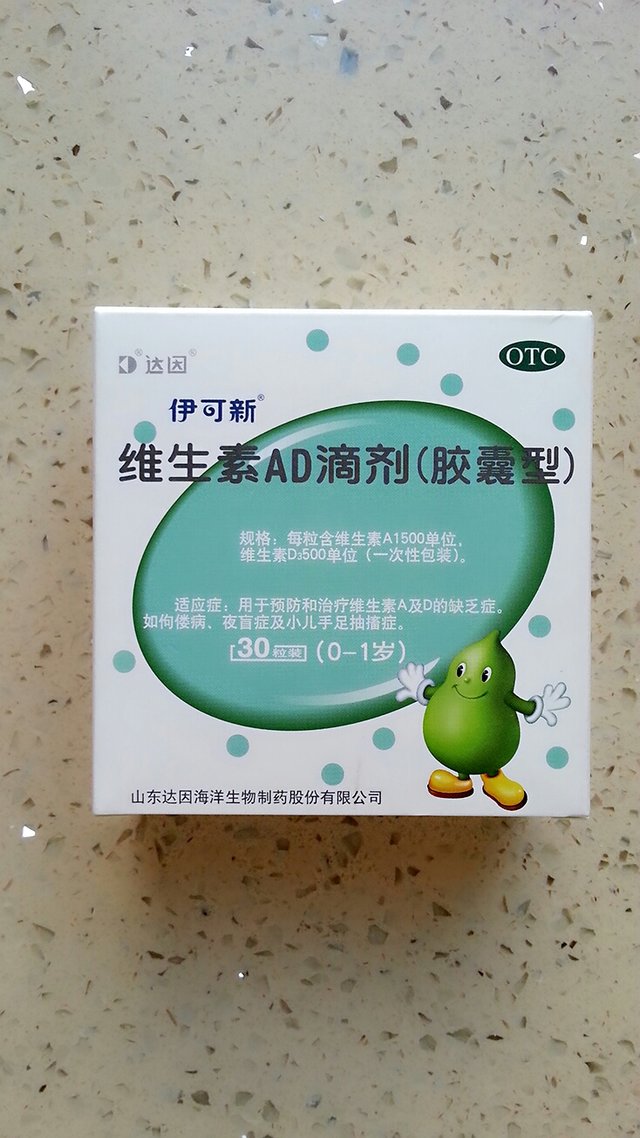 达因®
OTC
伊可新®
维生素AD滴剂(胶囊型)
规格：每粒含维生素A1500单位，
维生素D₃500单位（一次性包装）。
适应症：用于预防和治疗维生素A及D的缺乏症。
如佝偻病、夜盲症及小儿手足抽搐症。
[30粒装](0-1岁)
山东达因海洋生物制药股份有限公司